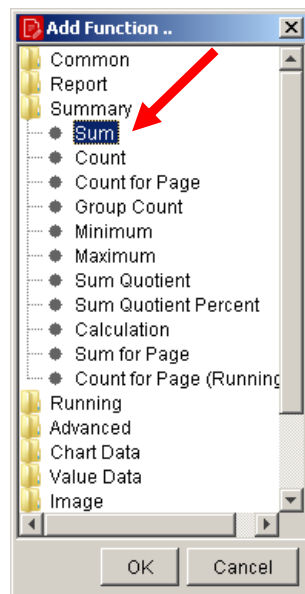 Add Function ..
Common
Report
Summary
Sum
Count
Count for Page
Group Count
Minimum
Maximum
Sum Quotient
Sum Quotient Percent
Calculation
Sum for Page
Count for Page (Running
Running
Advanced
Chart Data
Value Data
Image
OK Cancel